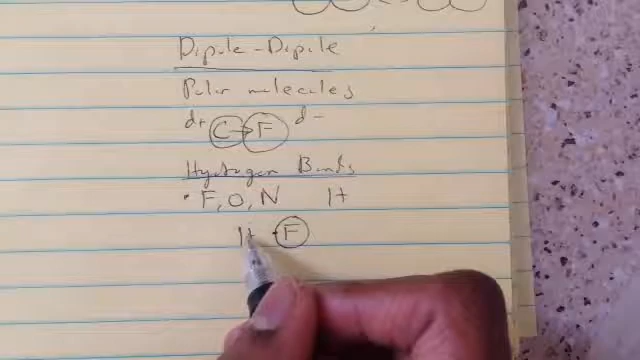 Dipole-Dipole
Polar molecules
d+ C→F d-
Hydrogen Bonds
· F, O, N H
H -F